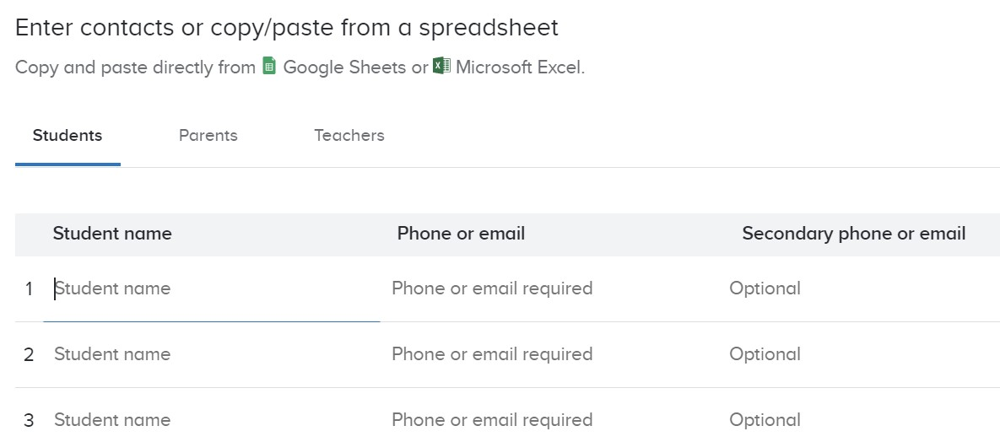 Enter contacts or copy/paste from a spreadsheet
Copy and paste directly from Google Sheets or Microsoft Excel.
Students Parents Teachers
Student name Phone or email Secondary phone or email
1 Student name Phone or email required Optional
2 Student name Phone or email required Optional
3 Student name Phone or email required Optional